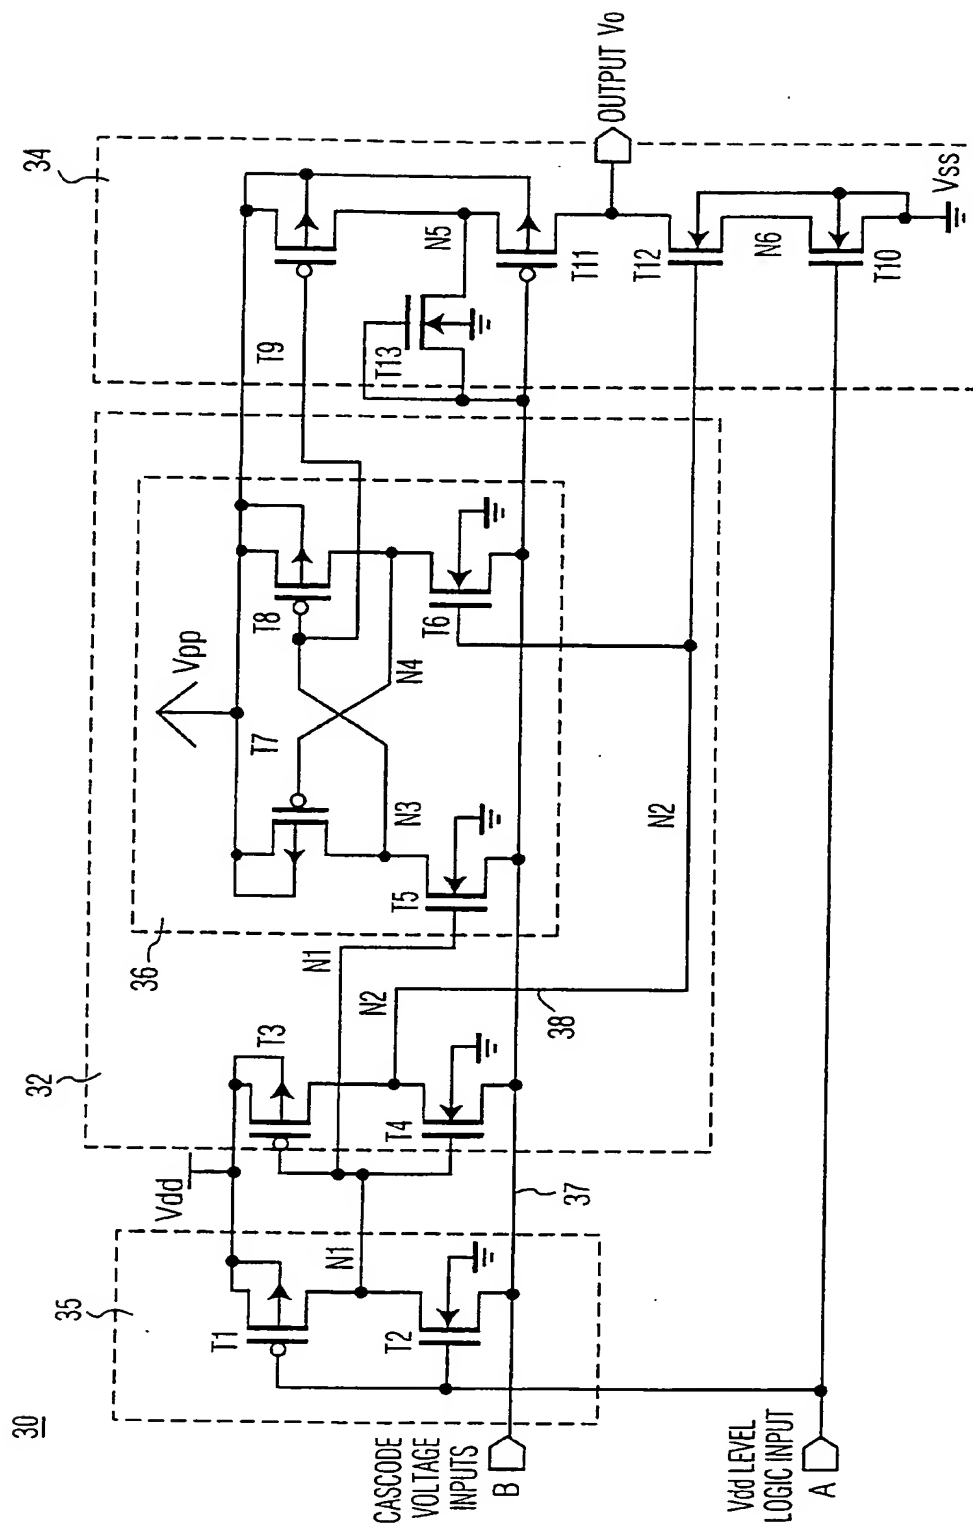 30
35
32
36
34
Vdd
Vpp
T1
T2
N1
T3
T4
N2
N1
T5
N3
T7
T8
N4
T6
T9
T13
N5
T11
T12
N6
T10
OUTPUT Vo
Vss
37
38
N2
CASCODE
VOLTAGE
INPUTS
B
Vdd LEVEL
LOGIC INPUT
A